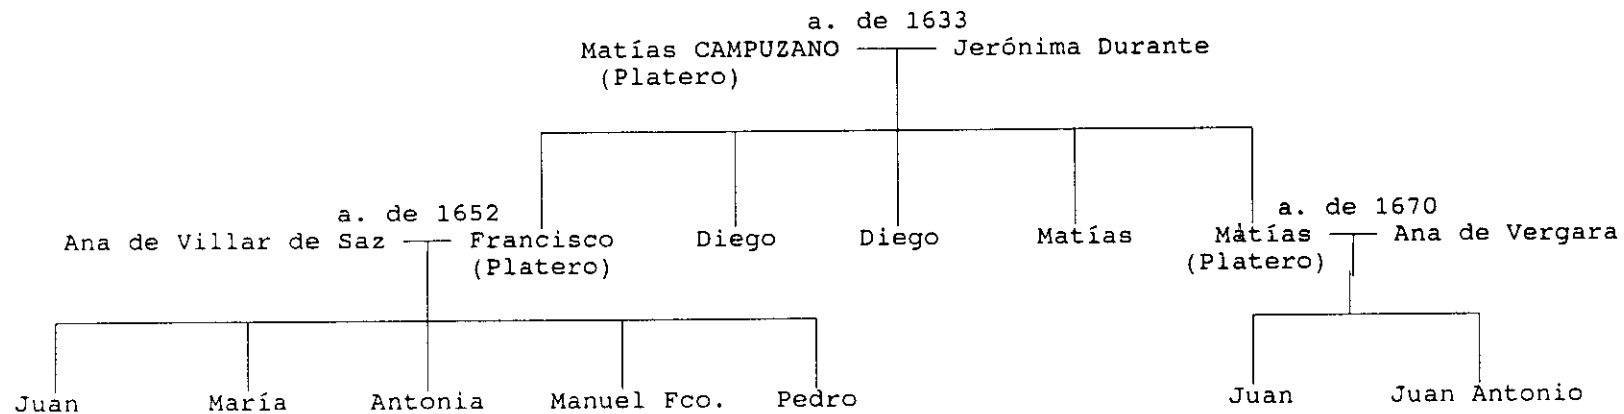 a. de 1633
Matías CAMPUZANO Jerónima Durante
(Platero)
a. de 1652 a. de 1670
Ana de Villar de Saz Francisco Diego Diego Matías Matías Ana de Vergara
(Platero) (Platero)
Juan María Antonia Manuel Fco. Pedro Juan Juan Antonio